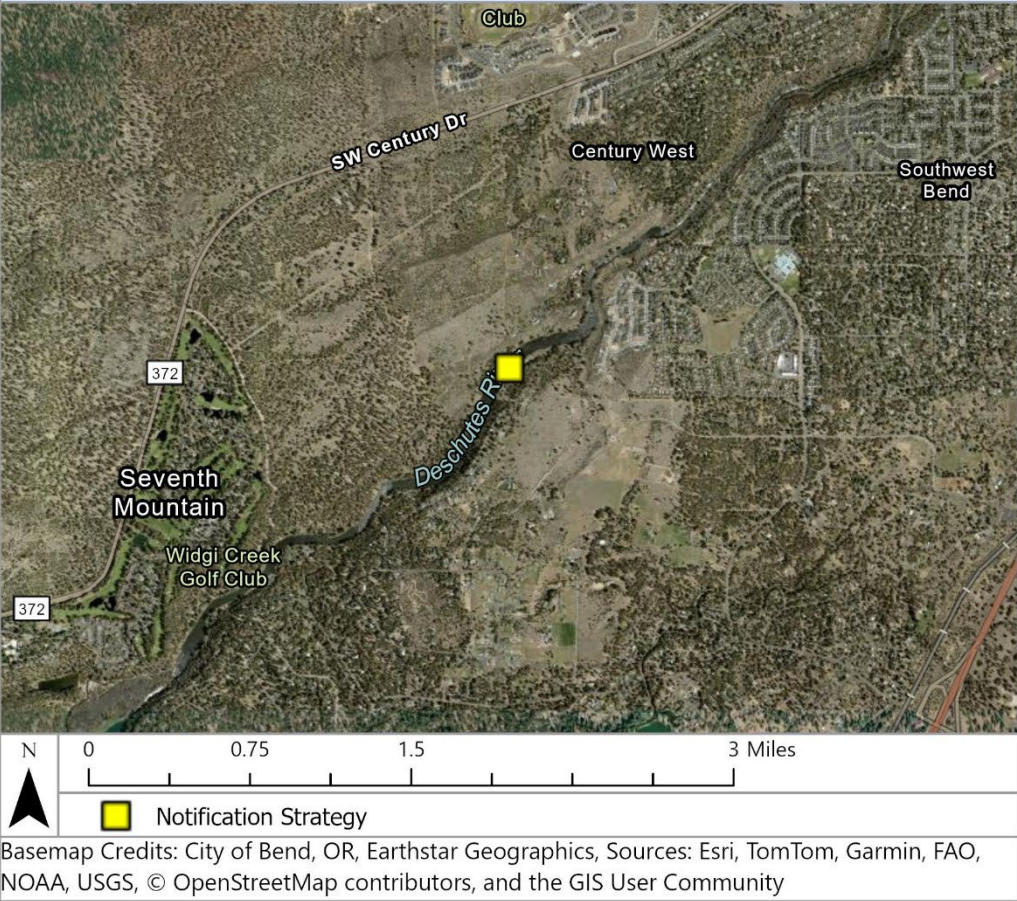 Club
SW Century Dr
Century West
Southwest
Bend
372
Deschutes Ri
Seventh
Mountain
Widgi Creek
Golf Club
372
N
0 0.75 1.5 3 Miles
Notification Strategy
Basemap Credits: City of Bend, OR, Earthstar Geographics, Sources: Esri, TomTom, Garmin, FAO,
NOAA, USGS, © OpenStreetMap contributors, and the GIS User Community